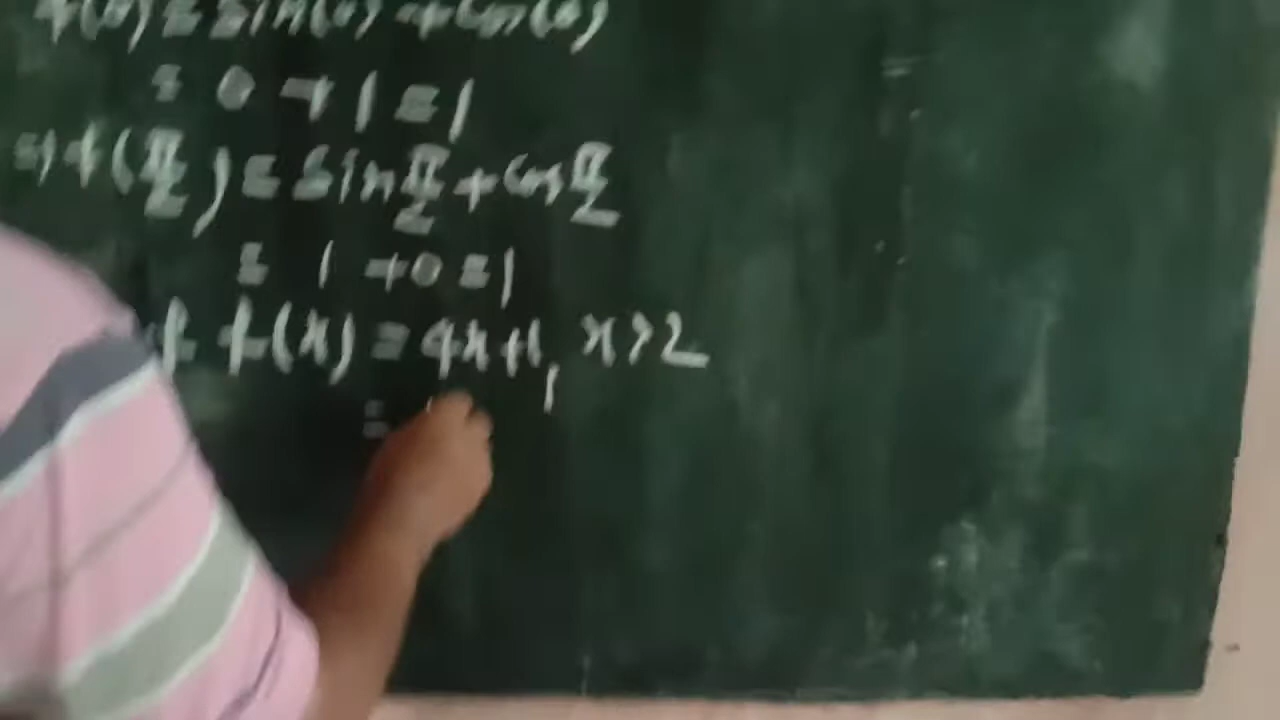 f(0) = sin(0) + cos(0)
= 0 + 1 = 1
⇒ f(π/2) = sin π/2 + cos π/2
= 1 + 0 = 1
f(x) = 4x+1, x>2
=